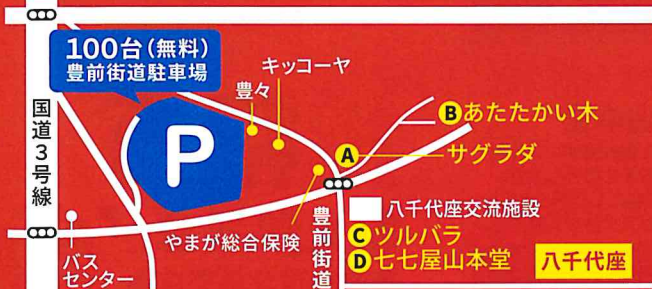 100台(無料)
豊前街道駐車場
P
国道3号線
豊々
キッコーヤ
B あたたかい木
A サグラダ
やまが総合保険
豊前街道
バス
センター
八千代座交流施設
C ツルバラ
D 七七屋山本堂
八千代座